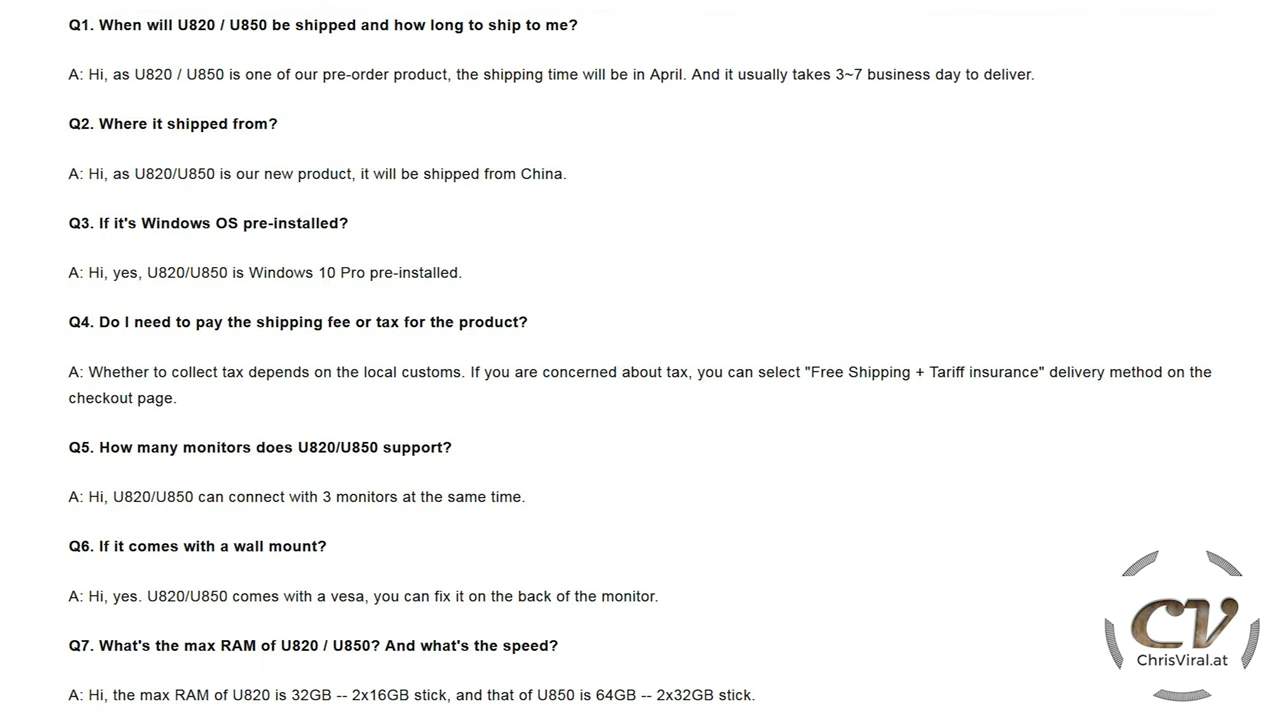 Q1. When will U820 / U850 be shipped and how long to ship to me?
A: Hi, as U820 / U850 is one of our pre-order product, the shipping time will be in April. And it usually takes 3~7 business day to deliver.
Q2. Where it shipped from?
A: Hi, as U820/U850 is our new product, it will be shipped from China.
Q3. If it's Windows OS pre-installed?
A: Hi, yes, U820/U850 is Windows 10 Pro pre-installed.
Q4. Do I need to pay the shipping fee or tax for the product?
A: Whether to collect tax depends on the local customs. If you are concerned about tax, you can select "Free Shipping + Tariff insurance" delivery method on the
checkout page.
Q5. How many monitors does U820/U850 support?
A: Hi, U820/U850 can connect with 3 monitors at the same time.
Q6. If it comes with a wall mount?
A: Hi, yes. U820/U850 comes with a vesa, you can fix it on the back of the monitor.
Q7. What's the max RAM of U820 / U850? And what's the speed?
A: Hi, the max RAM of U820 is 32GB -- 2x16GB stick, and that of U850 is 64GB -- 2x32GB stick.
CV
ChrisViral.at